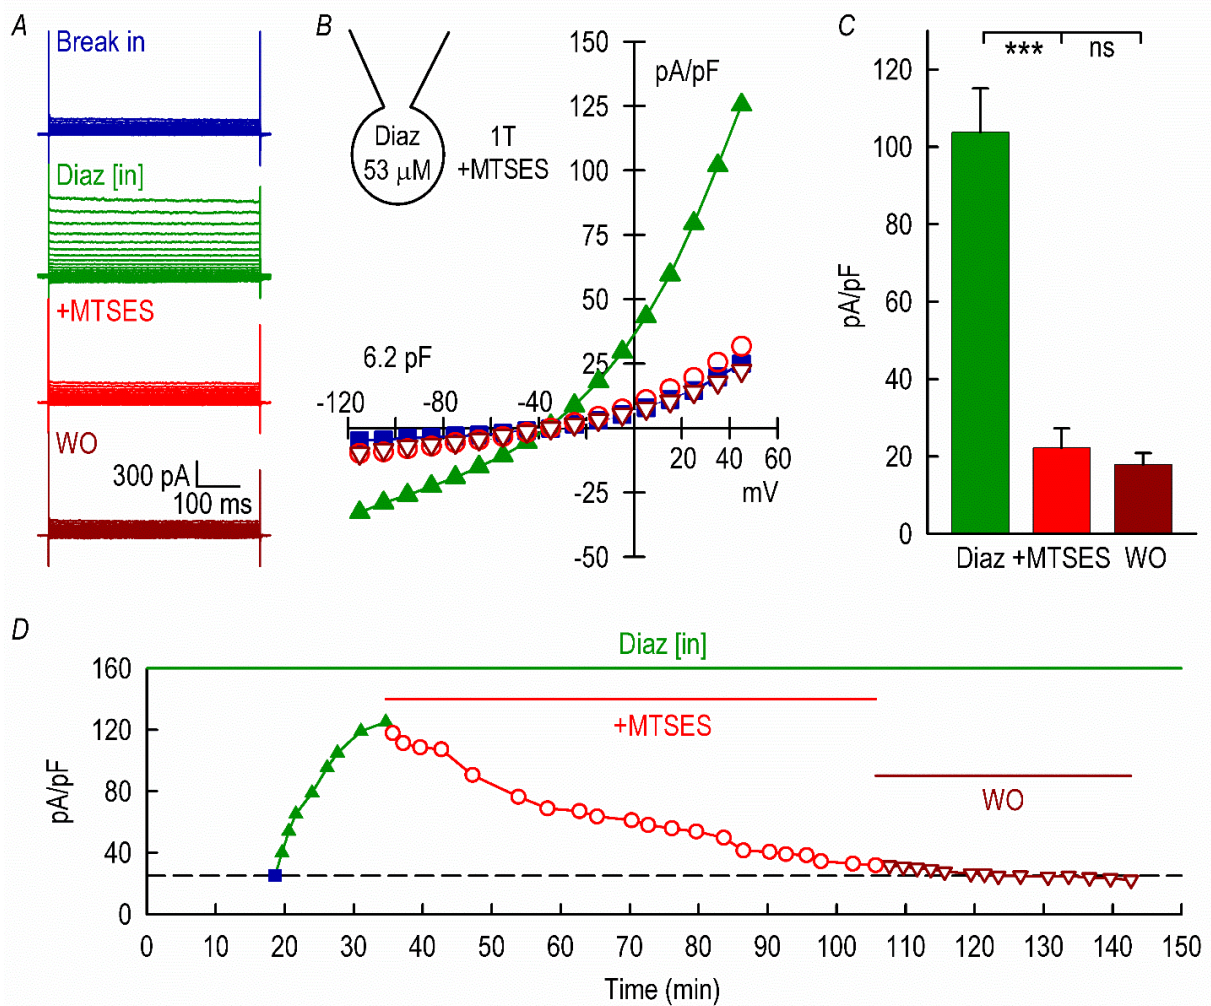 A
Break in
Diaz [in]
+MTSES
WO
300 pA
100 ms
B
Diaz
53 μM
1T
+MTSES
pA/pF
150
125
100
75
50
25
-25
-50
6.2 pF
-120 -80 -40 20 40 60
mV
C
*** ns
pA/pF
120
100
80
60
40
20
0
Diaz +MTSES WO
D
Diaz [in]
+MTSES
WO
pA/pF
160
120
80
40
0
0 10 20 30 40 50 60 70 80 90 100 110 120 130 140 150
Time (min)